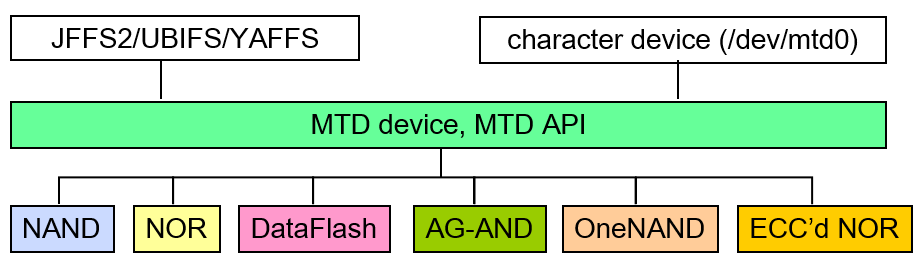 JFFS2/UBIFS/YAFFS
character device (/dev/mtd0)
MTD device, MTD API
NAND
NOR
DataFlash
AG-AND
OneNAND
ECC’d NOR